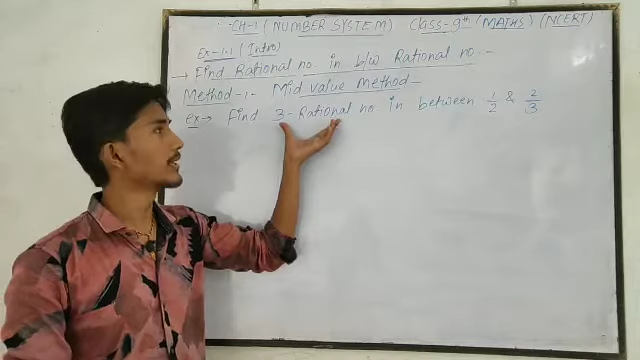 CH-1 (NUMBER SYSTEM) Class-9th (MATHS) (NCERT)
Ex-1.1 (Intro)
→ Find Rational no in b/w Rational no.-
Method-1:- Mid value Method-
ex→ Find 3-Rational no in between 1/2 & 2/3